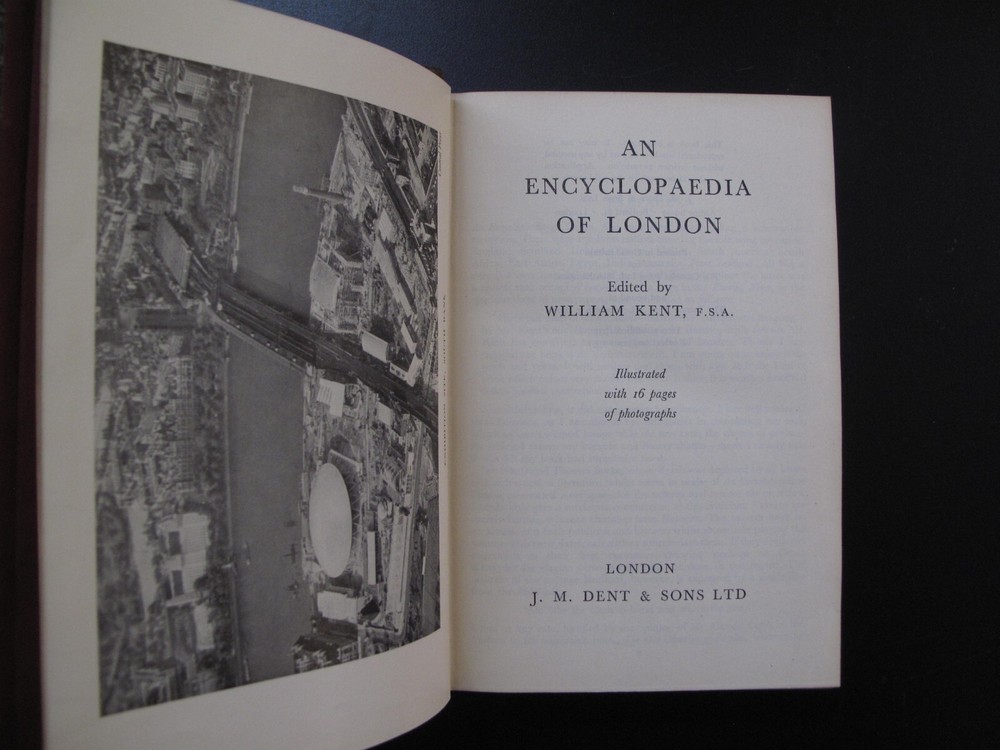 AN
ENCYCLOPAEDIA
OF LONDON
Edited by
WILLIAM KENT, F.S.A.
Illustrated
with 16 pages
of photographs
LONDON
J. M. DENT & SONS LTD